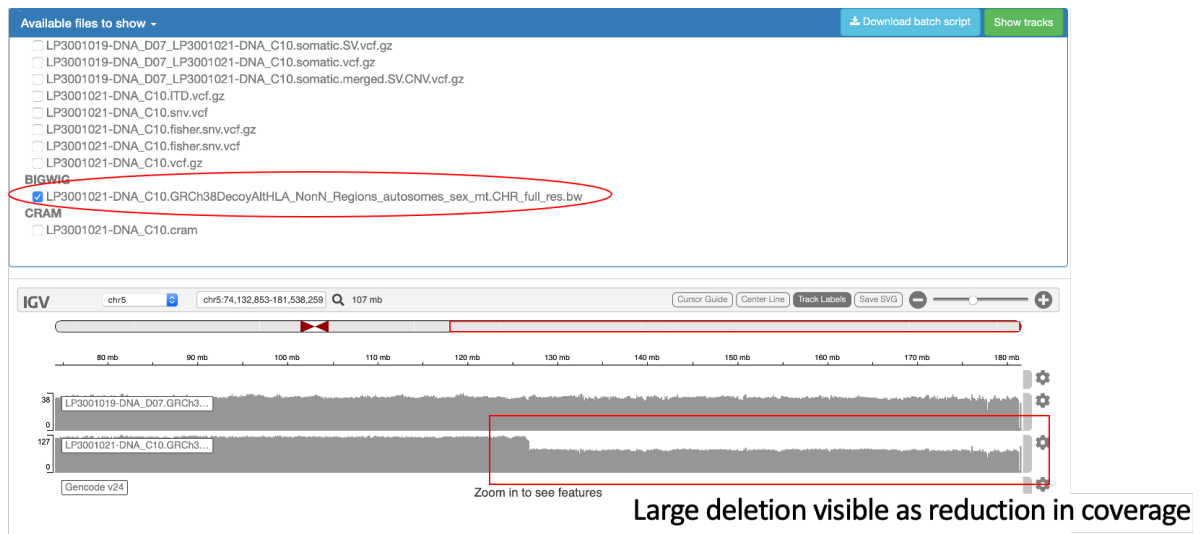 Available files to show
Download batch script
Show tracks
LP3001019-DNA_D07_LP3001021-DNA_C10.somatic.SV.vcf.gz
LP3001019-DNA_D07_LP3001021-DNA_C10.somatic.vcf.gz
LP3001019-DNA_D07_LP3001021-DNA_C10.somatic.merged.SV.CNV.vcf.gz
LP3001021-DNA_C10.ITD.vcf.gz
LP3001021-DNA_C10.snv.vcf
LP3001021-DNA_C10.fisher.snv.vcf.gz
LP3001021-DNA_C10.fisher.snv.vcf
LP3001021-DNA_C10.vcf.gz
BIGWIG
LP3001021-DNA_C10.GRCh38DecoyAltHLA_NonN_Regions_autosomes_sex_mt.CHR_full_res.bw
CRAM
LP3001021-DNA_C10.cram
IGV
chr5
chr5:74,132,853-181,538,259
107 mb
Cursor Guide
Center Line
Track Labels
Save SVG
80 mb 90 mb 100 mb 110 mb 120 mb 130 mb 140 mb 150 mb 160 mb 170 mb 180 mb
38
LP3001019-DNA_D07.GRCh3...
0
127
LP3001021-DNA_C10.GRCh3...
0
Gencode v24
Zoom in to see features
Large deletion visible as reduction in coverage